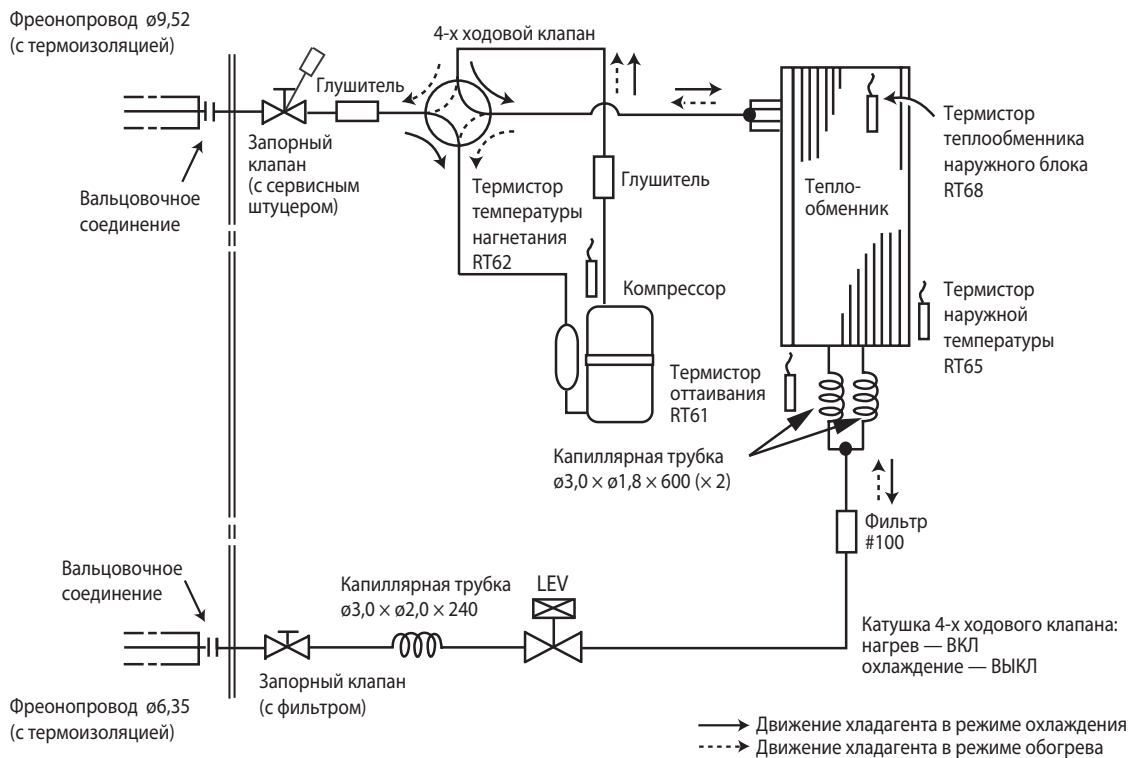 Фреонопровод ø9,52
(с термоизоляцией)
4-х ходовой клапан
Глушитель
Запорный
клапан
(с сервисным
штуцером)
Вальцовочное
соединение
Термистор
температуры
нагнетания
RT62
Глушитель
Компрессор
Тепло-
обменник
Термистор
теплообменника
наружного блока
RT68
Термистор
наружной
температуры
RT65
Термистор
оттаивания
RT61
Капиллярная трубка
ø3,0 × ø1,8 × 600 (× 2)
Фильтр
#100
Вальцовочное
соединение
Капиллярная трубка
ø3,0 × ø2,0 × 240
LEV
Катушка 4-х ходового клапана:
нагрев — ВКЛ
охлаждение — ВЫКЛ
Запорный клапан
(с фильтром)
Фреонопровод ø6,35
(с термоизоляцией)
Движение хладагента в режиме охлаждения
Движение хладагента в режиме обогрева